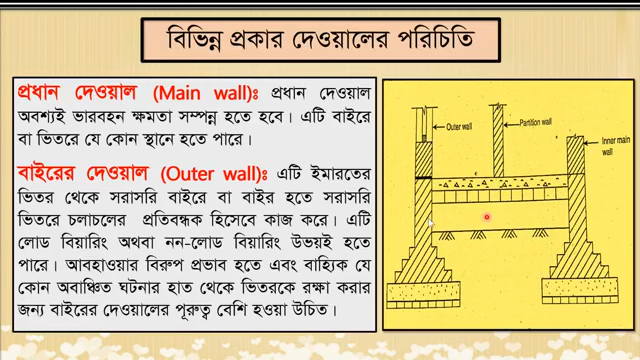 বিভিন্ন প্রকার দেওয়ালের পরিচিতি
প্রধান দেওয়াল (Main wall)ঃ প্রধান দেওয়াল
অবশ্যই ভারবহন ক্ষমতা সম্পন্ন হতে হবে। এটি বাইরে
বা ভিতরে যে কোন স্থানে হতে পারে।
বাইরের দেওয়াল (Outer wall)ঃ এটি ইমারতের
ভিতর থেকে সরাসরি বাইরে বা বাইর হতে সরাসরি
ভিতরে চলাচলের প্রতিবন্ধক হিসেবে কাজ করে। এটি
লোড বিয়ারিং অথবা নন-লোড বিয়ারিং উভয়ই হতে
পারে। আবহাওয়ার বিরুপ প্রভাব হতে এবং বাহ্যিক যে
কোন অবাঞ্চিত ঘটনার হাত থেকে ভিতরকে রক্ষা করার
জন্য বাইরের দেওয়ালের পূরুত্ব বেশি হওয়া উচিত।
Outer wall
Partition wall
Inner main
wall